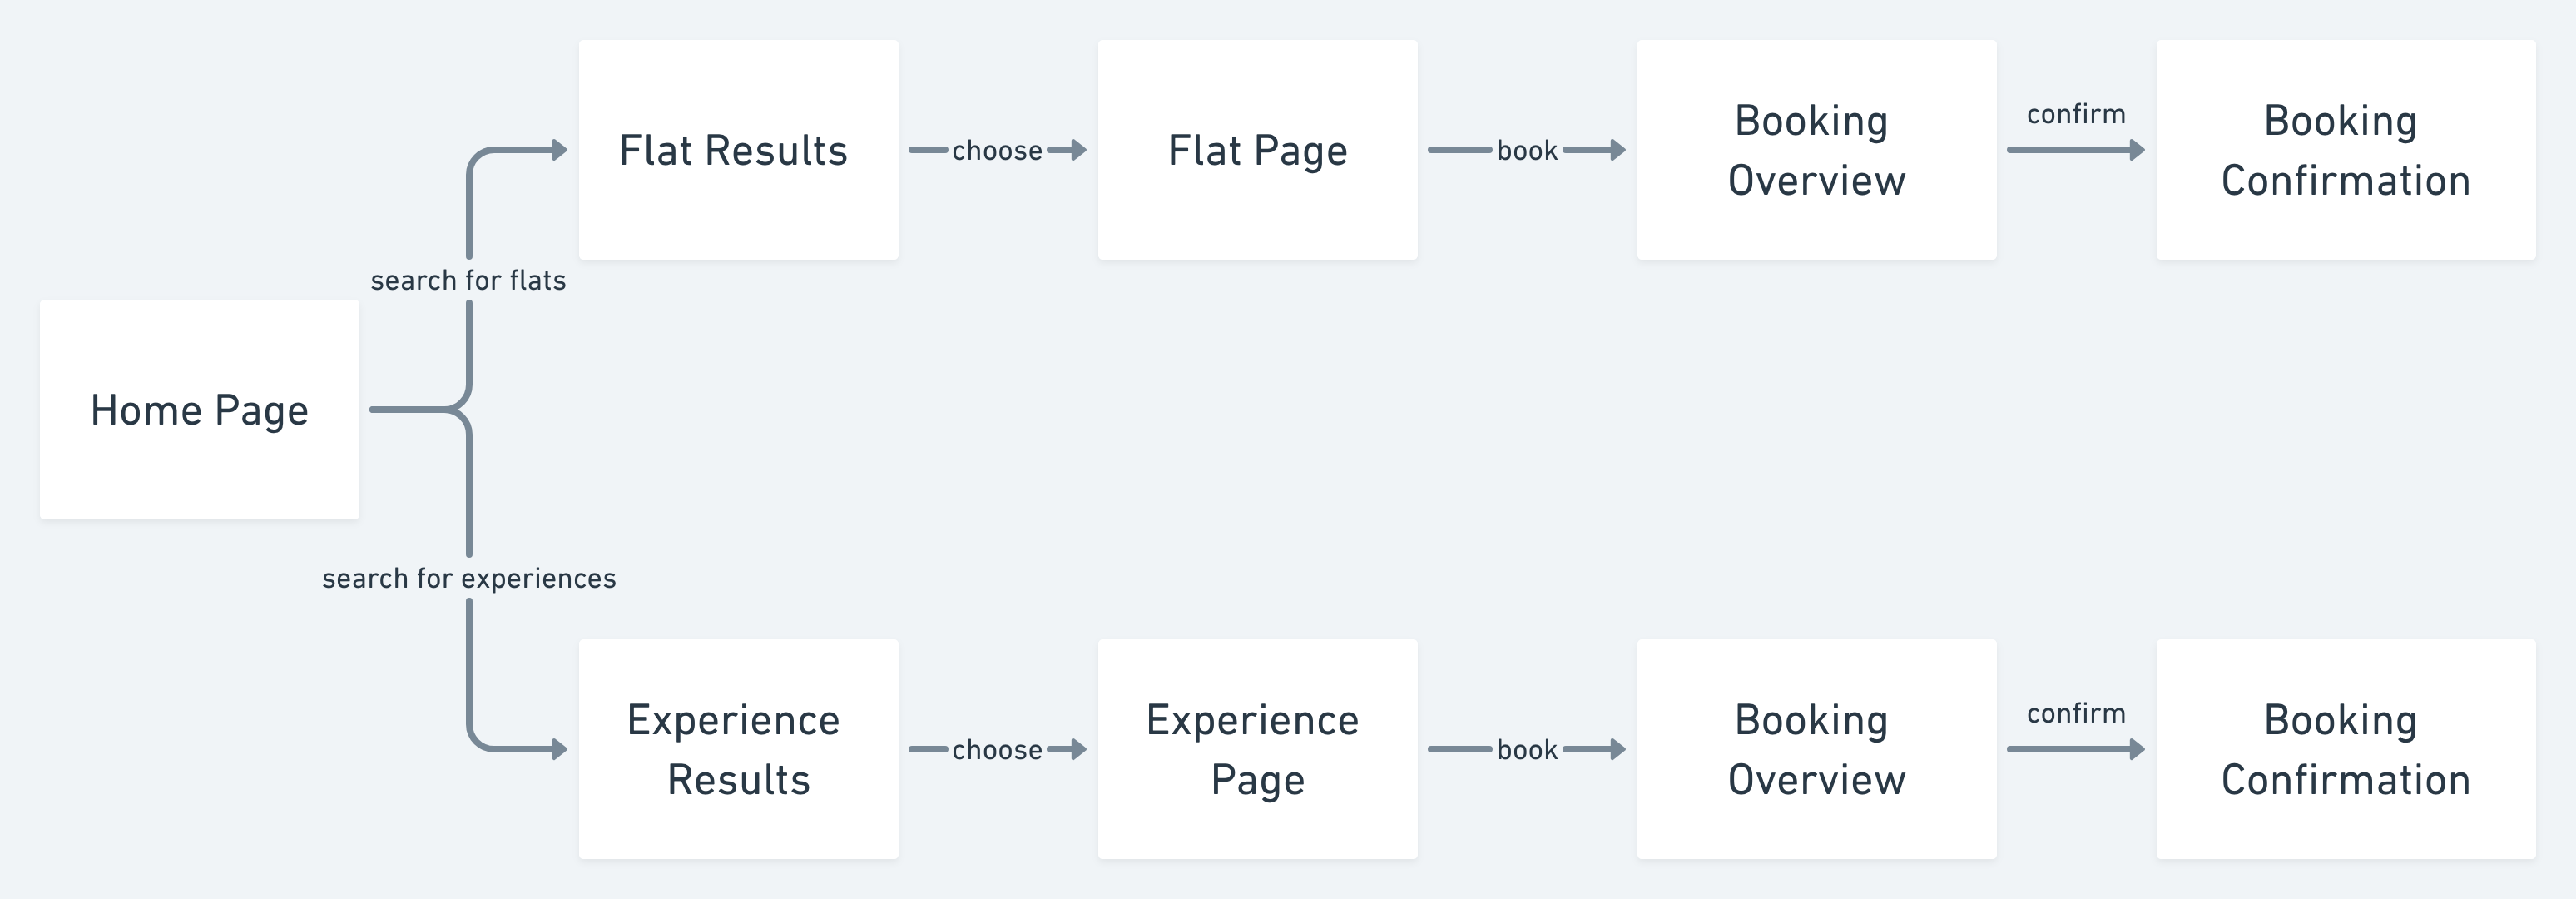 Home Page
search for flats
Flat Results
choose
Flat Page
book
Booking
Overview
confirm
Booking
Confirmation
search for experiences
Experience
Results
choose
Experience
Page
book
Booking
Overview
confirm
Booking
Confirmation